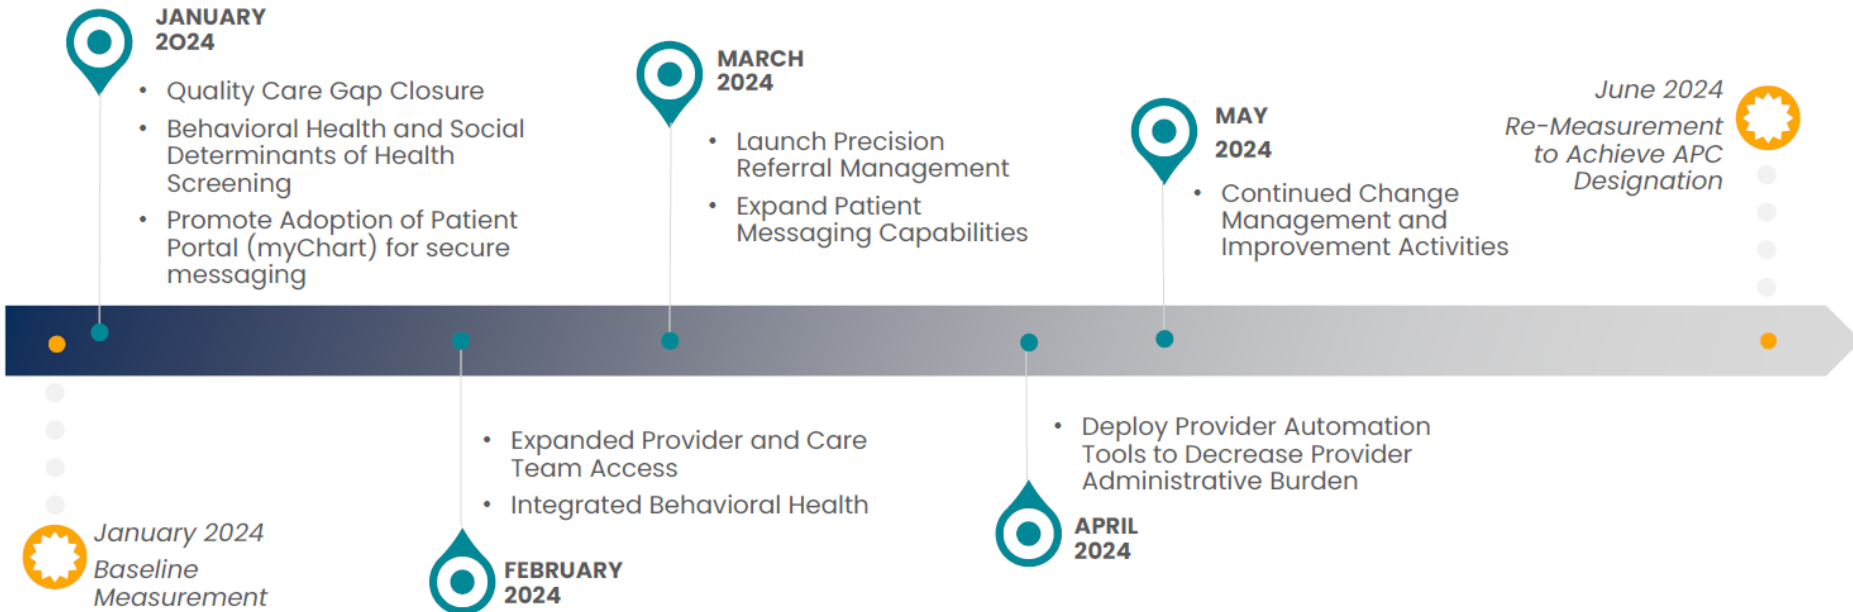 JANUARY
2024
• Quality Care Gap Closure
• Behavioral Health and Social
Determinants of Health
Screening
• Promote Adoption of Patient
Portal (myChart) for secure
messaging
MARCH
2024
• Launch Precision
Referral Management
• Expand Patient
Messaging Capabilities
MAY
2024
• Continued Change
Management and
Improvement Activities
June 2024
Re-Measurement
to Achieve APC
Designation
January 2024
Baseline
Measurement
• Expanded Provider and Care
Team Access
• Integrated Behavioral Health
FEBRUARY
2024
• Deploy Provider Automation
Tools to Decrease Provider
Administrative Burden
APRIL
2024